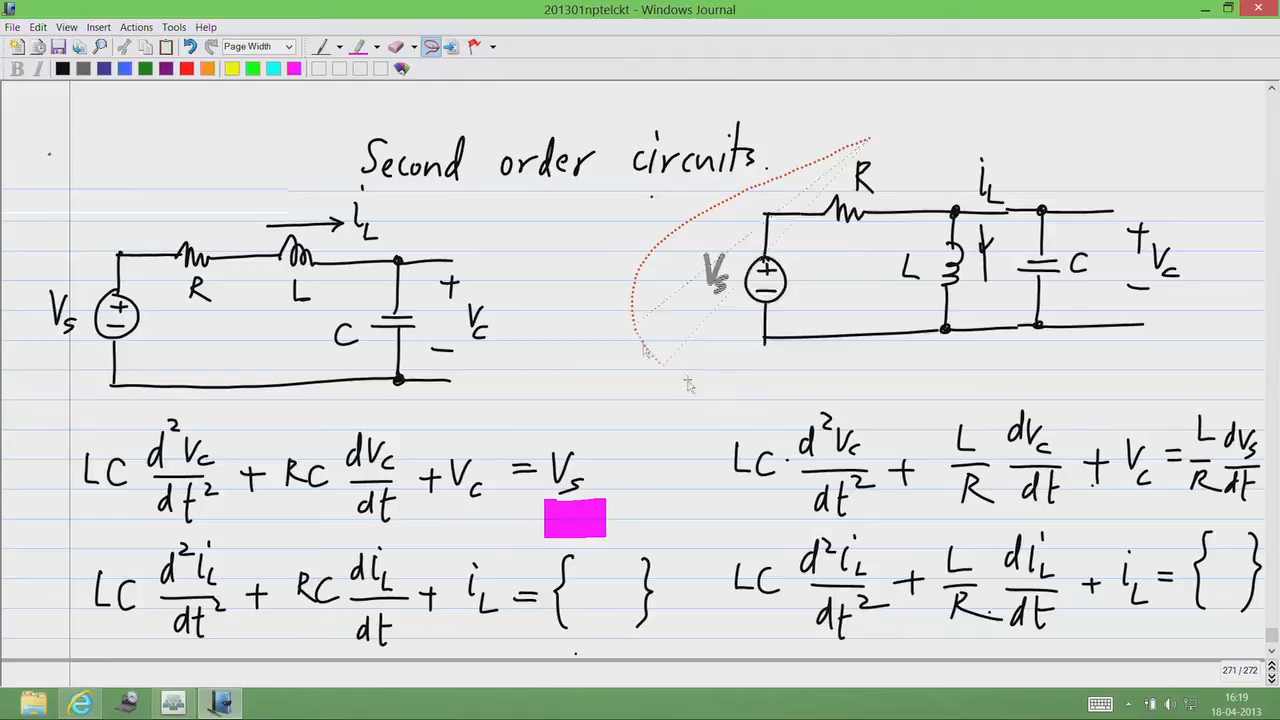 201301nptelckt - Windows Journal
File Edit View Insert Actions Tools Help
Page Width
B I
Second order circuits.
i_L
R
L
V_s
+
−
C
+
V_c
−
R
i_L
V_s
+
−
L
C
+
V_c
−
LC d²V_c/dt² + RC dV_c/dt + V_c = V_s
LC d²i_L/dt² + RC di_L/dt + i_L = { }
LC · d²V_c/dt² + L/R dV_c/dt + V_c = L/R dV_s/dt
LC d²i_L/dt² + L/R di_L/dt + i_L = { }
271 / 272
16:19
18-04-2013